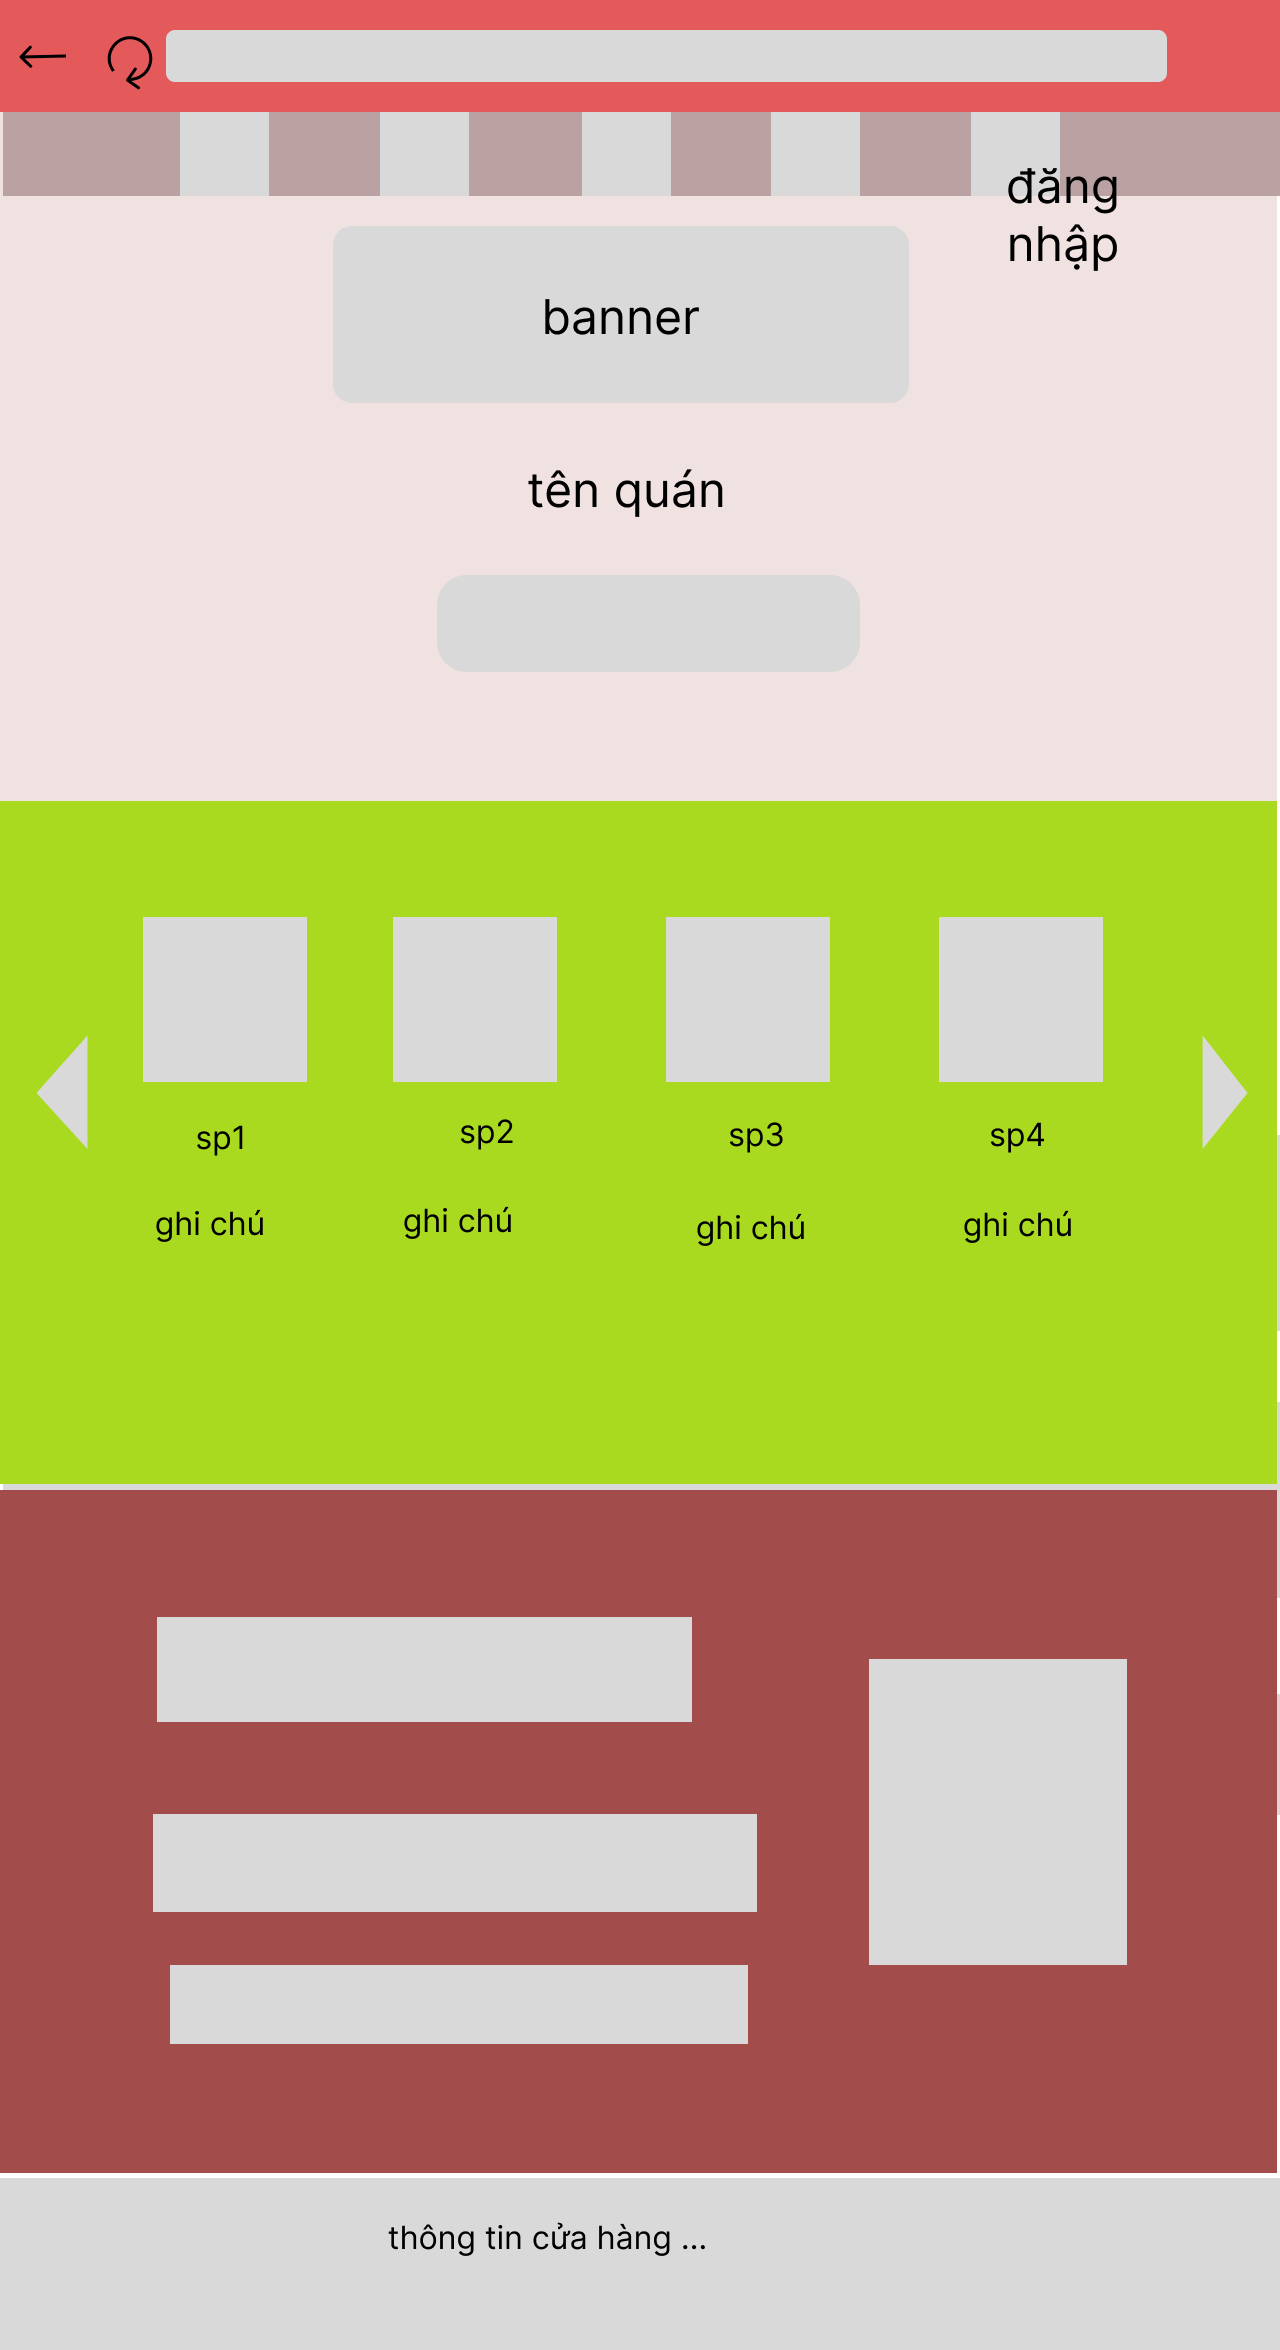 đăng
nhập
banner
tên quán
sp1
sp2
sp3
sp4
ghi chú
ghi chú
ghi chú
ghi chú
thông tin cửa hàng ...